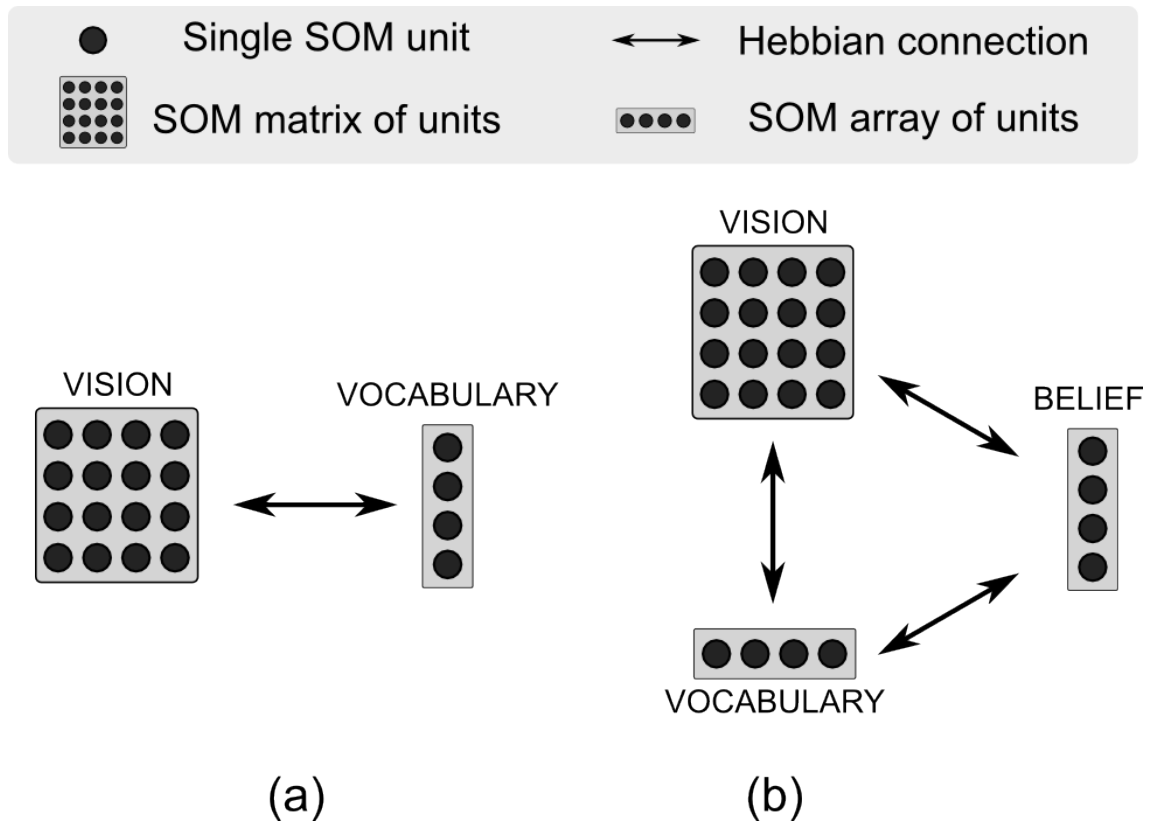 Single SOM unit
Hebbian connection
SOM matrix of units
SOM array of units
VISION
VOCABULARY
VISION
BELIEF
VOCABULARY
(a)
(b)